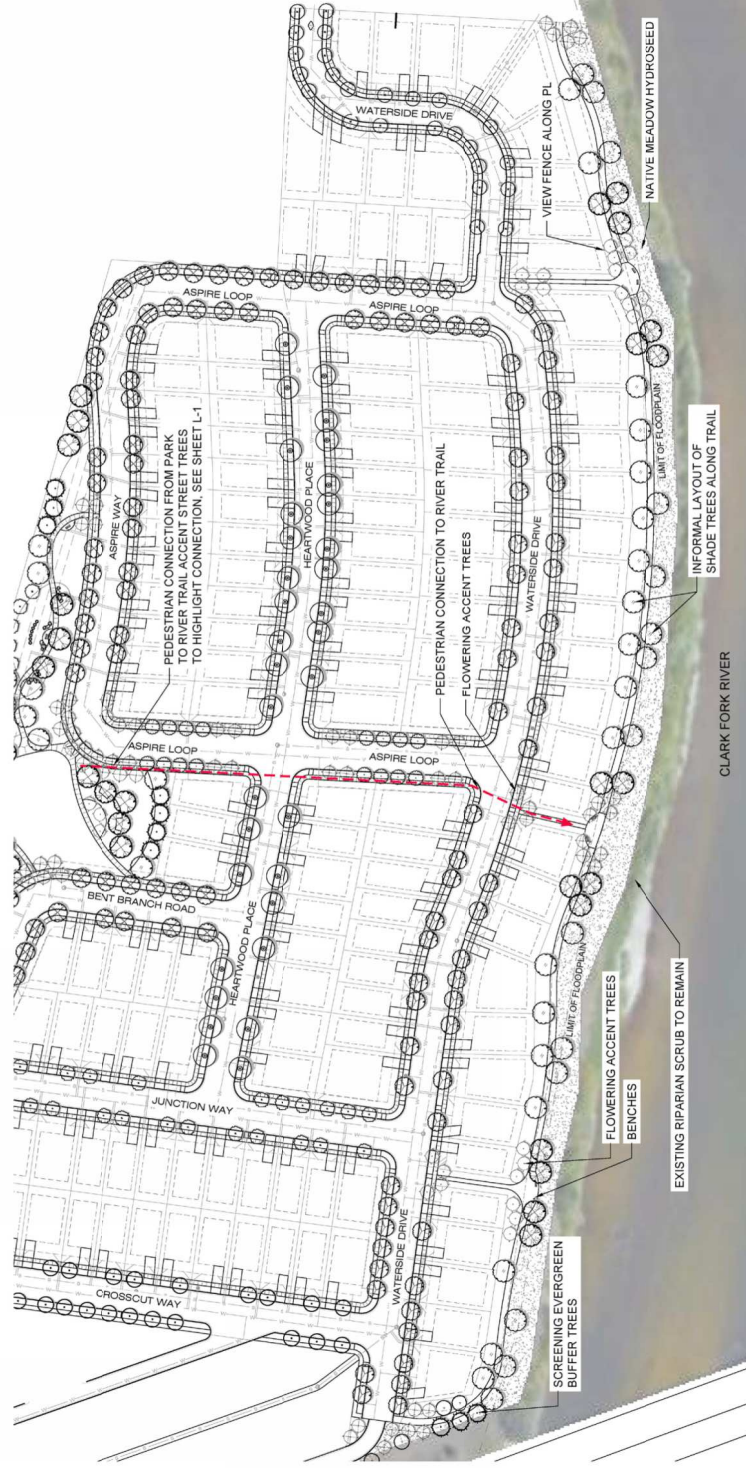 WATERSIDE DRIVE
VIEW FENCE ALONG PL
NATIVE MEADOW HYDROSEED
ASPIRE LOOP
ASPIRE LOOP
ASPIRE WAY
PEDESTRIAN CONNECTION FROM PARK
TO RIVER TRAIL ACCENT STREET TREES
TO HIGHLIGHT CONNECTION, SEE SHEET L-1
HEARTWOOD PLACE
PEDESTRIAN CONNECTION TO RIVER TRAIL
FLOWERING ACCENT TREES
WATERSIDE DRIVE
LIMIT OF FLOODPLAIN
INFORMAL LAYOUT OF
SHADE TREES ALONG TRAIL
CLARK FORK RIVER
ASPIRE LOOP
ASPIRE LOOP
BENT BRANCH ROAD
HEARTWOOD PLACE
LIMIT OF FLOODPLAIN
EXISTING RIPARIAN SCRUB TO REMAIN
FLOWERING ACCENT TREES
BENCHES
JUNCTION WAY
WATERSIDE DRIVE
CROSSCUT WAY
SCREENING EVERGREEN
BUFFER TREES